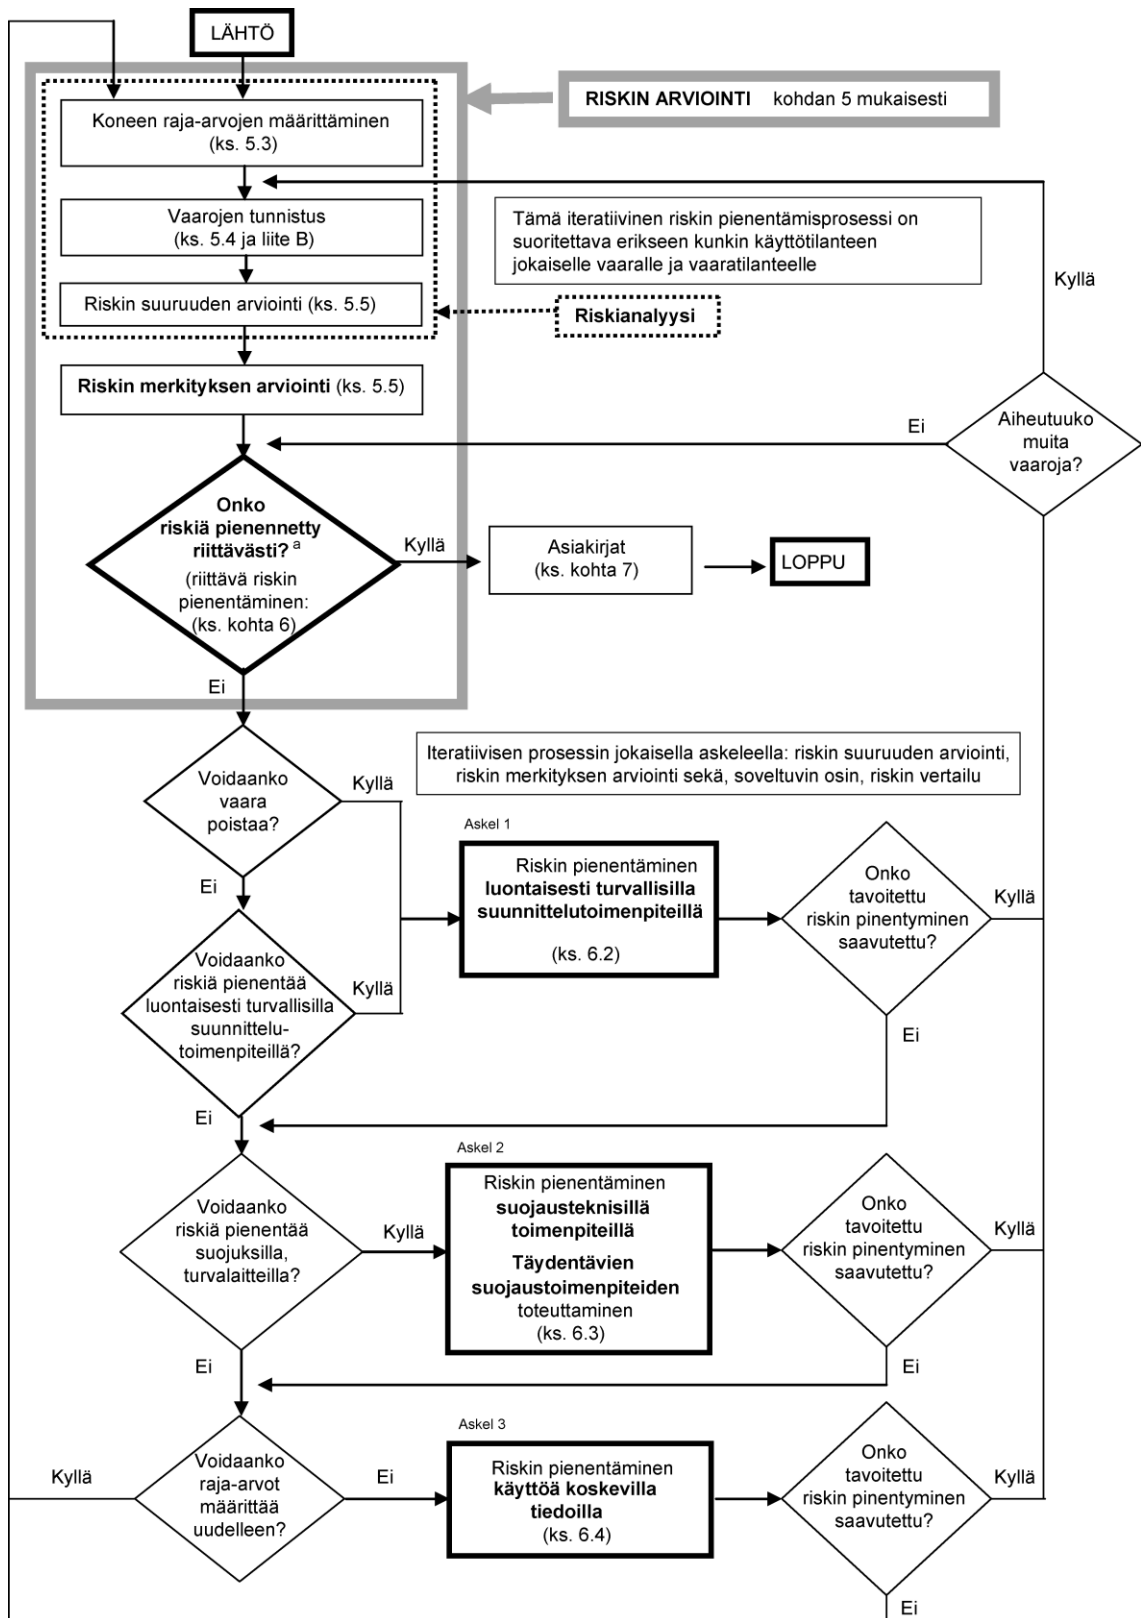 LÄHTÖ
RISKIN ARVIOINTI kohdan 5 mukaisesti
Koneen raja-arvojen määrittäminen
(ks. 5.3)
Vaarojen tunnistus
(ks. 5.4 ja liite B)
Tämä iteratiivinen riskin pienentämisprosessi on
suoritettava erikseen kunkin käyttötilanteen
jokaiselle vaaralle ja vaaratilanteelle
Kyllä
Riskin suuruuden arviointi (ks. 5.5)
Riskianalyysi
Riskin merkityksen arviointi (ks. 5.5)
Ei
Aiheutuuko
muita
vaaroja?
Onko
riskiä pienennetty
riittävästi? a
(riittävä riskin
pienentäminen:
(ks. kohta 6)
Kyllä
Asiakirjat
(ks. kohta 7)
LOPPU
Ei
Iteratiivisen prosessin jokaisella askeleella: riskin suuruuden arviointi,
riskin merkityksen arviointi sekä, soveltuvin osin, riskin vertailu
Voidaanko
vaara
poistaa?
Kyllä
Ei
Askel 1
Riskin pienentäminen
luontaisesti turvallisilla
suunnittelutoimenpiteillä
(ks. 6.2)
Onko
tavoitettu
riskin pinentyminen
saavutettu?
Kyllä
Ei
Voidaanko
riskiä pienentää
luontaisesti turvallisilla
suunnittelu-
toimenpiteillä?
Kyllä
Ei
Askel 2
Voidaanko
riskiä pienentää
suojuksilla,
turvalaitteilla?
Kyllä
Riskin pienentäminen
suojausteknisillä
toimenpiteillä
Täydentävien
suojaustoimenpiteiden
toteuttaminen
(ks. 6.3)
Onko
tavoitettu
riskin pinentyminen
saavutettu?
Kyllä
Ei
Ei
Askel 3
Kyllä
Voidaanko
raja-arvot
määrittää
uudelleen?
Ei
Riskin pienentäminen
käyttöä koskevilla
tiedoilla
(ks. 6.4)
Onko
tavoitettu
riskin pinentyminen
saavutettu?
Kyllä
Ei